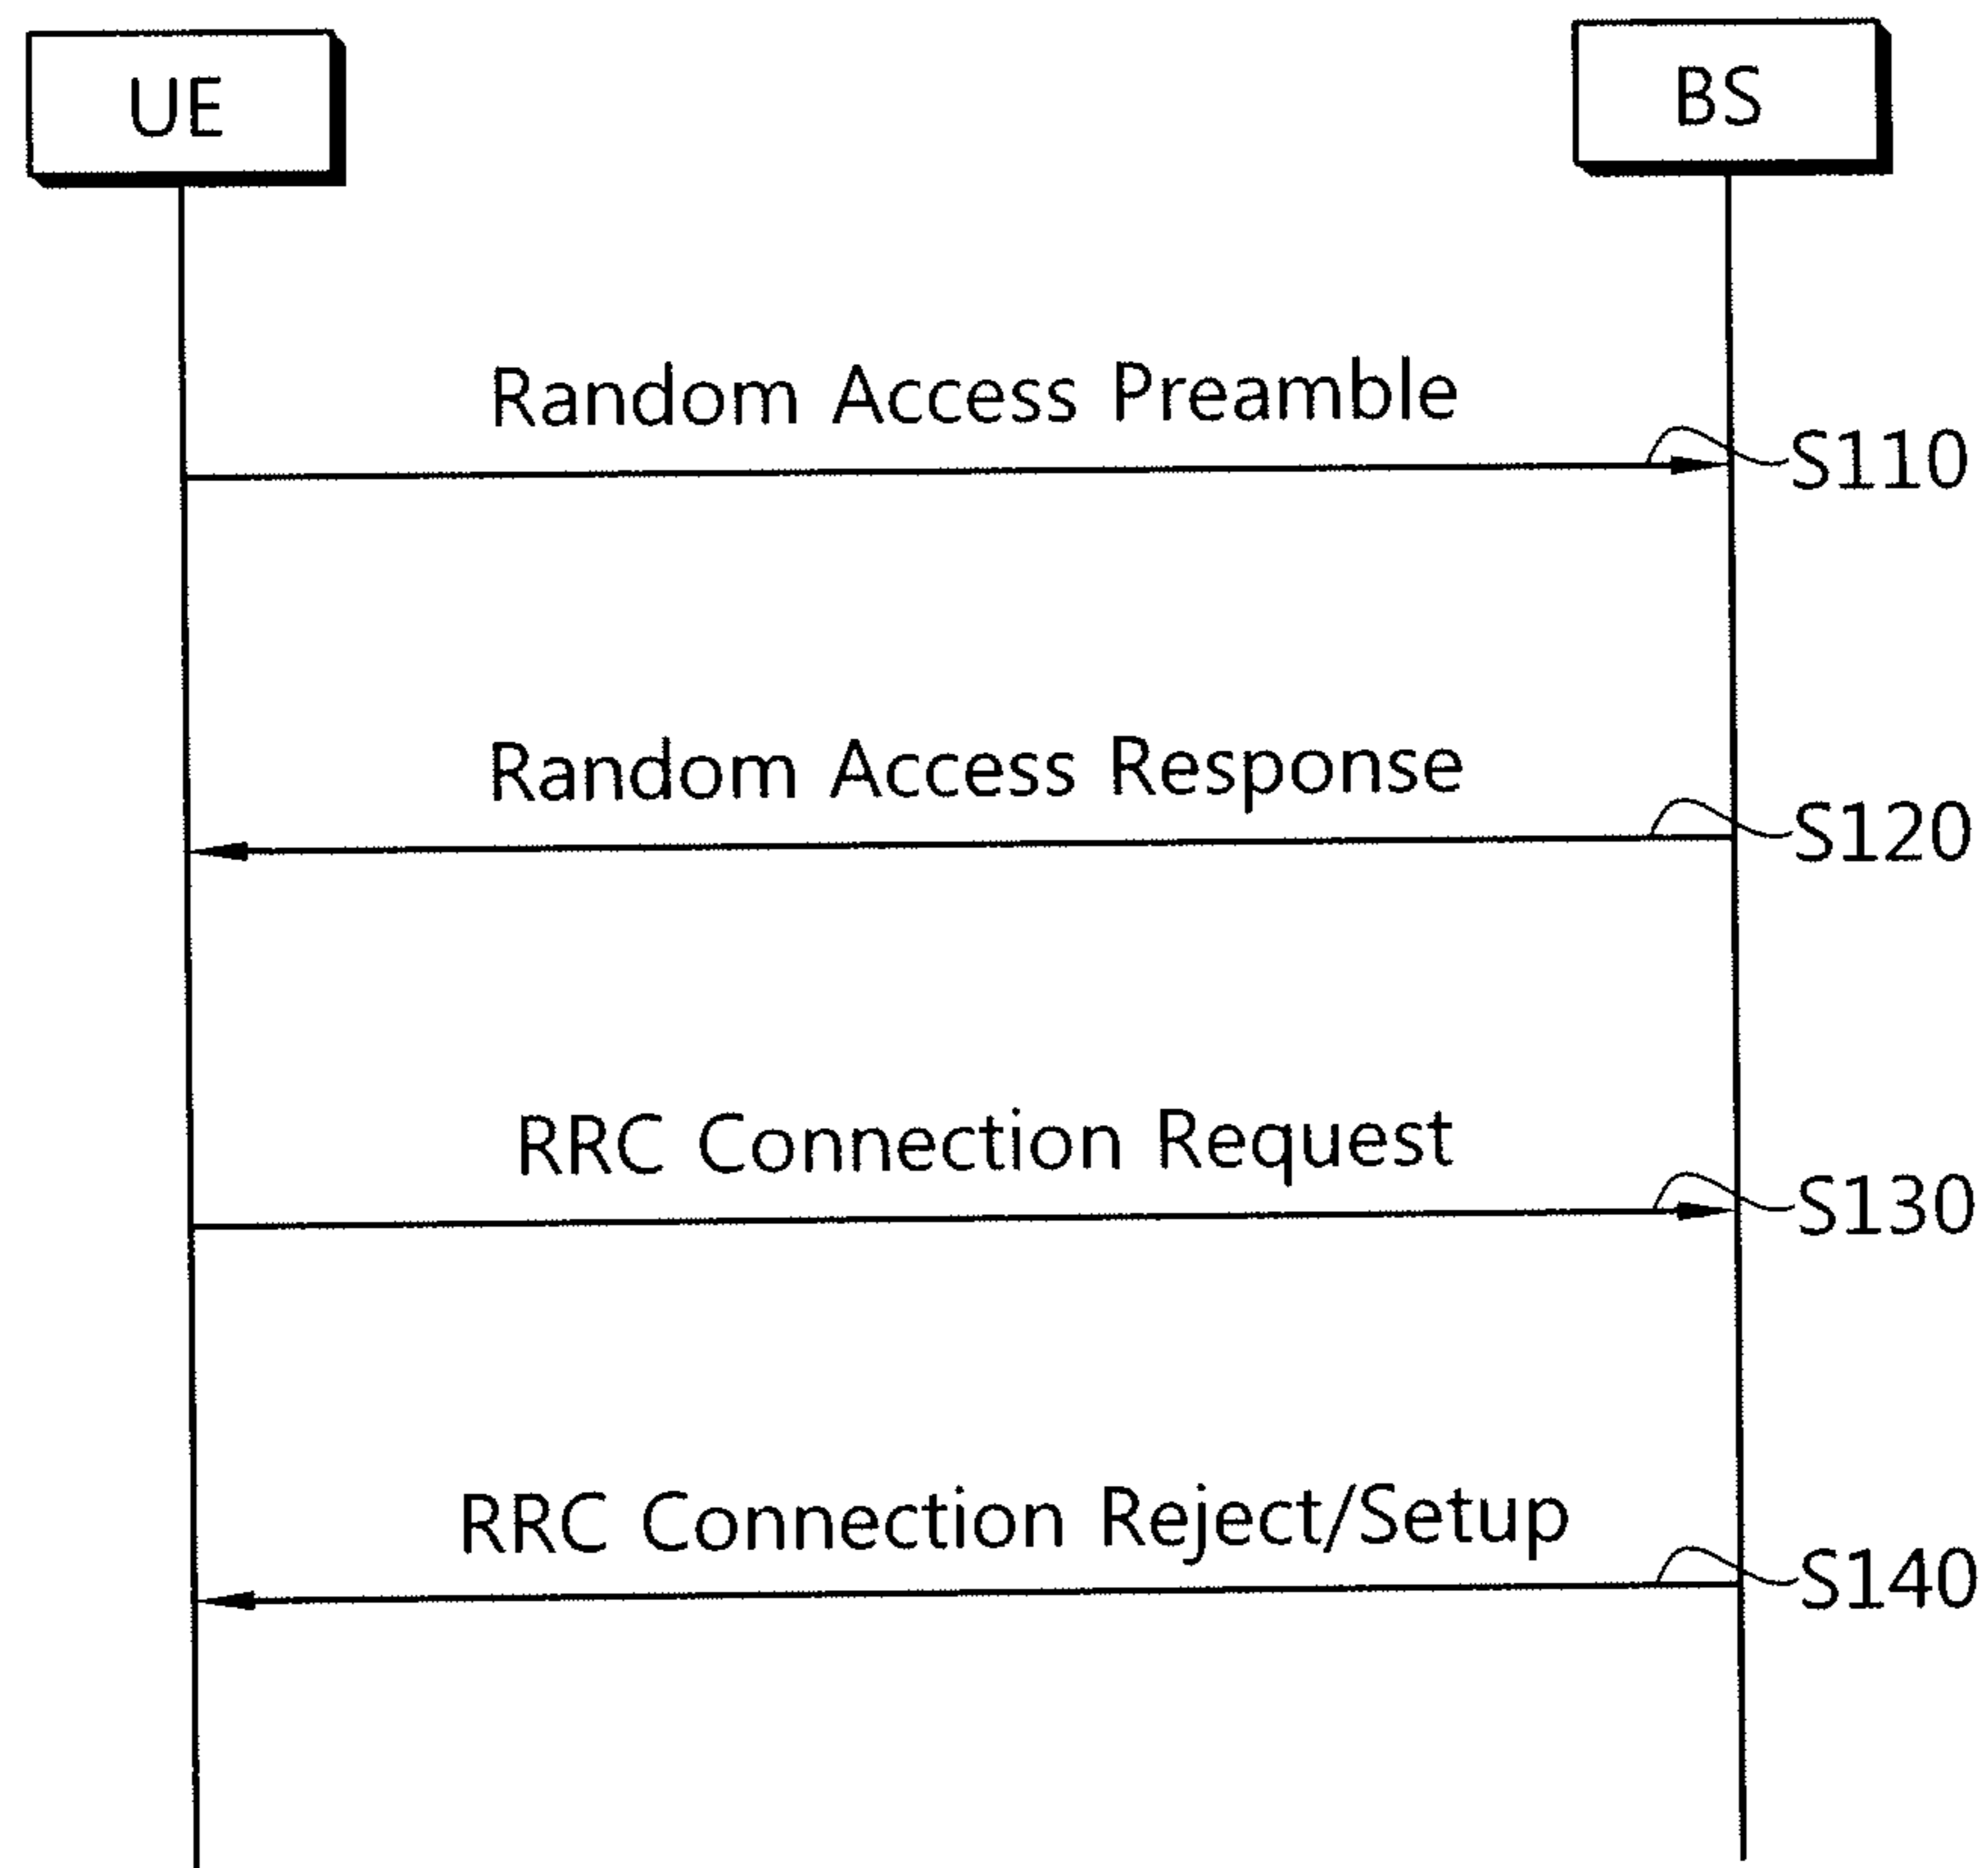 UE
BS
Random Access Preamble
S110
Random Access Response
S120
RRC Connection Request
S130
RRC Connection Reject/Setup
S140